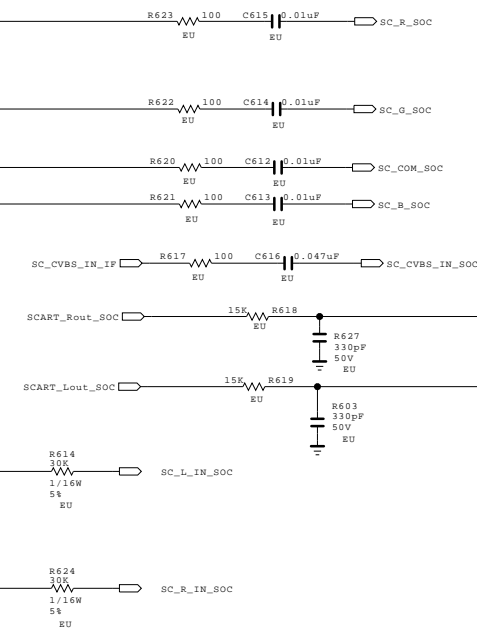 R623 100 C615 0.01uF
SC_R_SOC
EU EU
R622 100 C614 0.01uF
SC_G_SOC
EU EU
R620 100 C612 0.01uF
SC_COM_SOC
EU EU
R621 100 C613 0.01uF
SC_B_SOC
EU EU
SC_CVBS_IN_IF R617 100 C616 0.047uF SC_CVBS_IN_SOC
EU EU
SCART_Rout_SOC 15K R618
EU
R627
330pF
50V
EU
SCART_Lout_SOC 15K R619
EU
R603
330pF
50V
EU
R614
30K
SC_L_IN_SOC
1/16W
5%
EU
R624
30K
SC_R_IN_SOC
1/16W
5%
EU